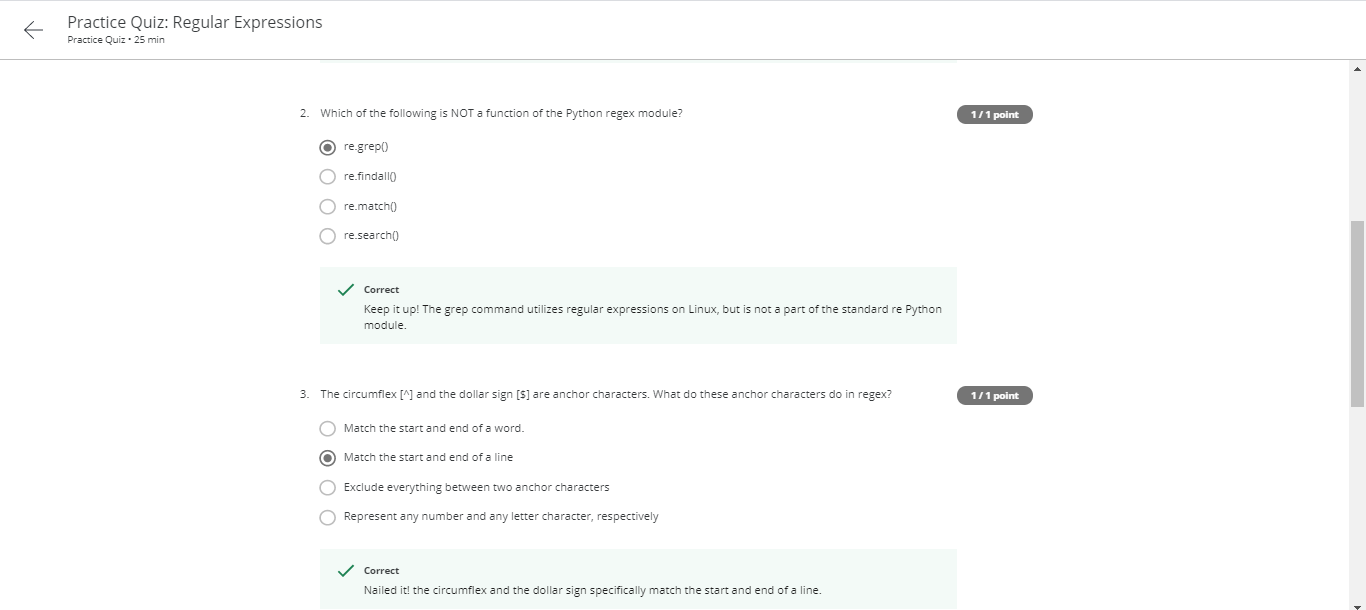 Practice Quiz: Regular Expressions
Practice Quiz • 25 min
2. Which of the following is NOT a function of the Python regex module?
1 / 1 point
re.grep()
re.findall()
re.match()
re.search()
Correct
Keep it up! The grep command utilizes regular expressions on Linux, but is not a part of the standard re Python
module.
3. The circumflex [^] and the dollar sign [$] are anchor characters. What do these anchor characters do in regex?
1 / 1 point
Match the start and end of a word.
Match the start and end of a line
Exclude everything between two anchor characters
Represent any number and any letter character, respectively
Correct
Nailed it! the circumflex and the dollar sign specifically match the start and end of a line.